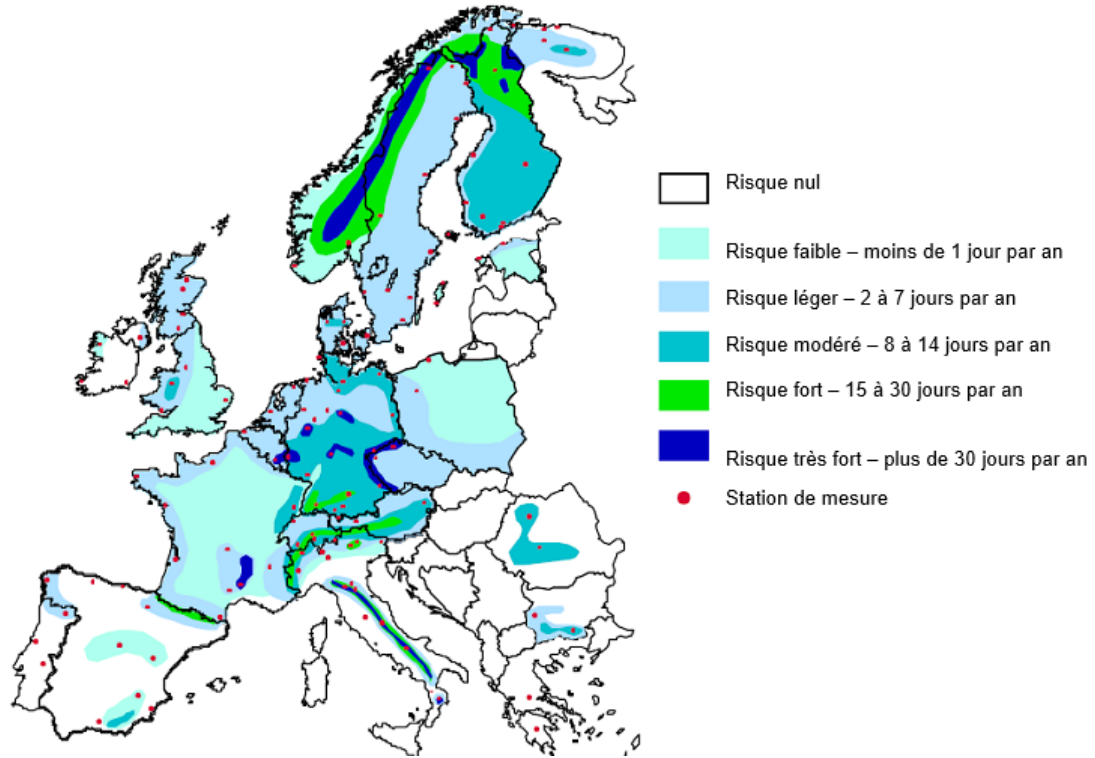 Risque nul
Risque faible – moins de 1 jour par an
Risque léger – 2 à 7 jours par an
Risque modéré – 8 à 14 jours par an
Risque fort – 15 à 30 jours par an
Risque très fort – plus de 30 jours par an
Station de mesure